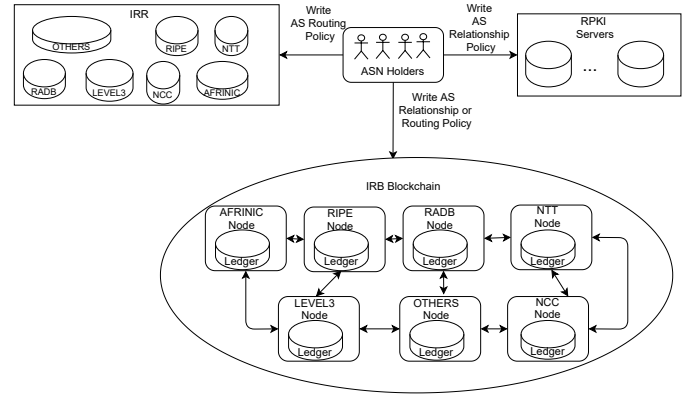 IRR
OTHERS
RIPE
NTT
RADB
LEVEL3
NCC
AFRINIC
Write
AS Routing
Policy
ASN Holders
Write
AS
Relationship
Policy
RPKI
Servers
...
Write AS
Relationship or
Routing Policy
IRB Blockchain
AFRINIC
Node
Ledger
RIPE
Node
Ledger
RADB
Node
Ledger
NTT
Node
Ledger
LEVEL3
Node
Ledger
OTHERS
Node
Ledger
NCC
Node
Ledger